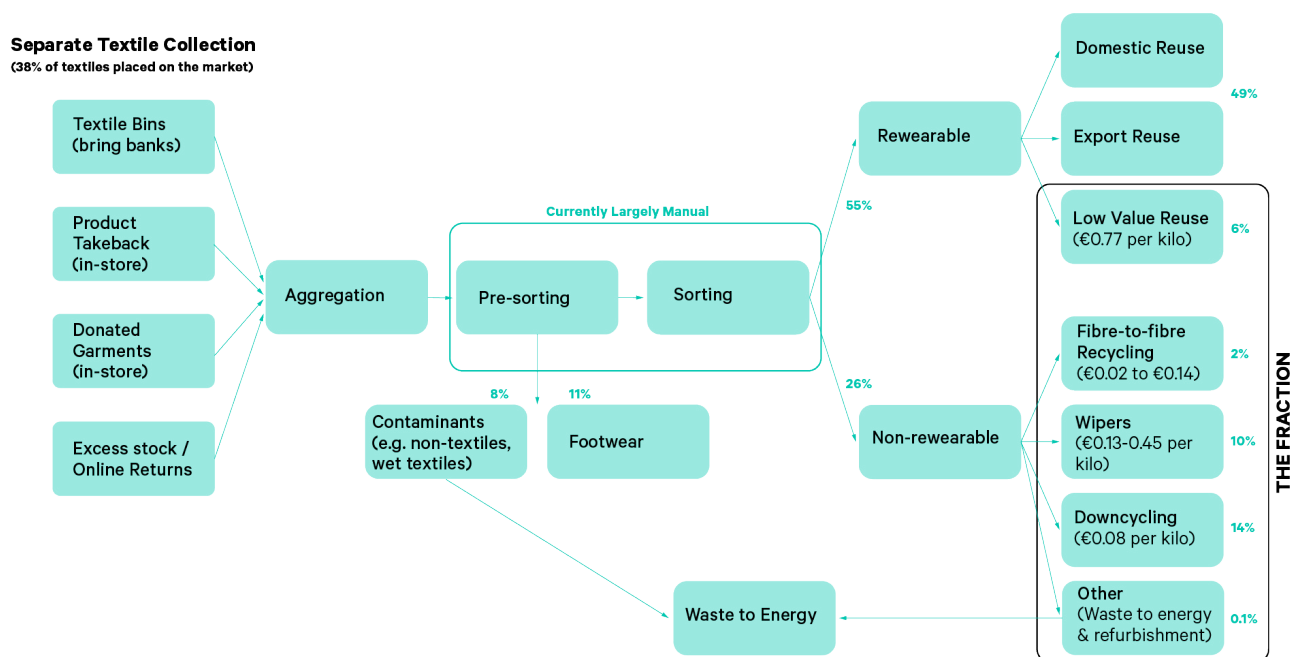 Separate Textile Collection
(38% of textiles placed on the market)
Textile Bins
(bring banks)
Product
Takeback
(in-store)
Donated
Garments
(in-store)
Excess stock /
Online Returns
Aggregation
Currently Largely Manual
Pre-sorting
Sorting
8%
11%
Contaminants
(e.g. non-textiles,
wet textiles)
Footwear
Waste to Energy
55%
26%
Rewearable
Non-rewearable
Domestic Reuse
49%
Export Reuse
Low Value Reuse
(€0.77 per kilo)
6%
Fibre-to-fibre
Recycling
(€0.02 to €0.14)
2%
Wipers
(€0.13-0.45 per
kilo)
10%
Downcycling
(€0.08 per kilo)
14%
Other
(Waste to energy
& refurbishment)
0.1%
THE FRACTION